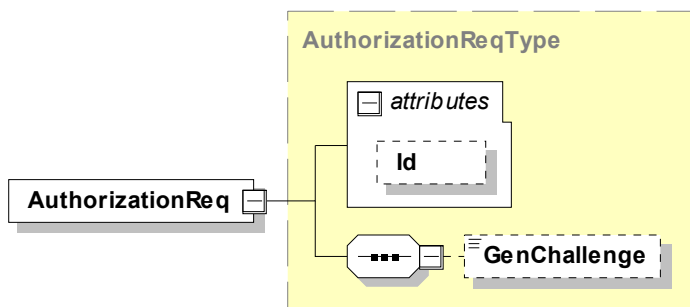 AuthorizationReqType
attributes
Id
AuthorizationReq
GenChallenge